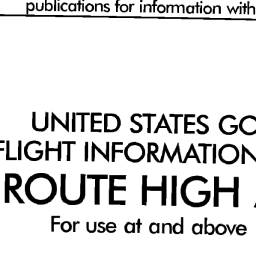 publications for information with
UNITED STATES GO
FLIGHT INFORMATION
ROUTE HIGH
For use at and above